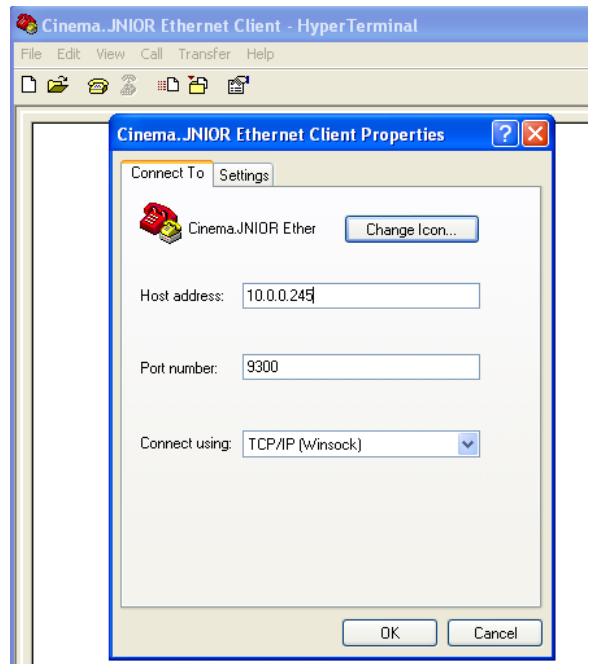 Cinema.JNIOR Ethernet Client - HyperTerminal
File Edit View Call Transfer Help
Cinema.JNIOR Ethernet Client Properties
Connect To Settings
Cinema.JNIOR Ether Change Icon...
Host address: 10.0.0.245
Port number: 9300
Connect using: TCP/IP (Winsock)
OK Cancel